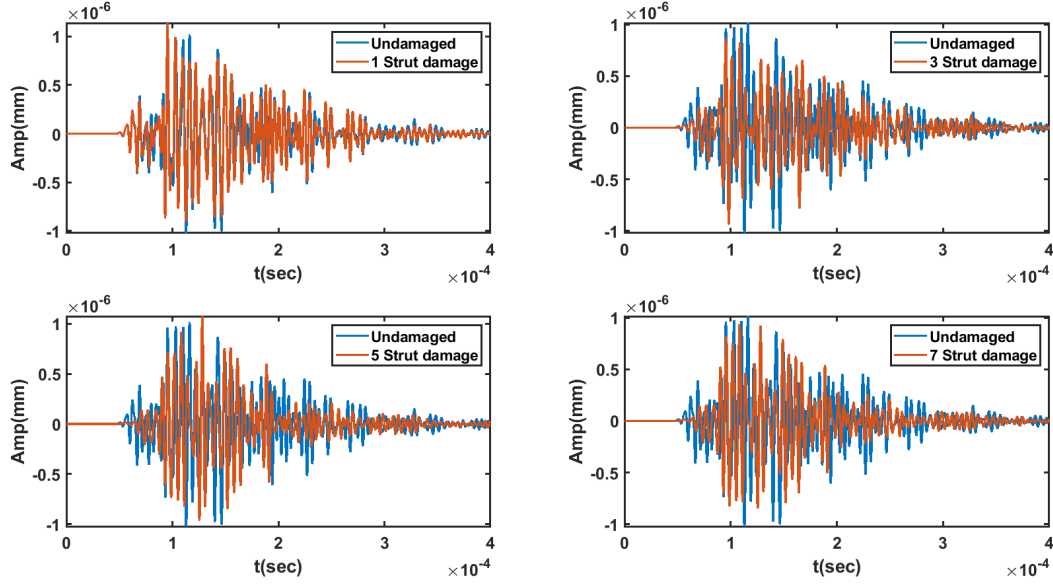 ×10⁻⁶
1
0.5
0
-0.5
-1
Amp(mm)
Undamaged
1 Strut damage
0 1 2 3 4
t(sec)
×10⁻⁴
×10⁻⁶
1
0.5
0
-0.5
-1
Amp(mm)
Undamaged
3 Strut damage
0 1 2 3 4
t(sec)
×10⁻⁴
×10⁻⁶
1
0.5
0
-0.5
-1
Amp(mm)
Undamaged
5 Strut damage
0 1 2 3 4
t(sec)
×10⁻⁴
×10⁻⁶
1
0.5
0
-0.5
-1
Amp(mm)
Undamaged
7 Strut damage
0 1 2 3 4
t(sec)
×10⁻⁴